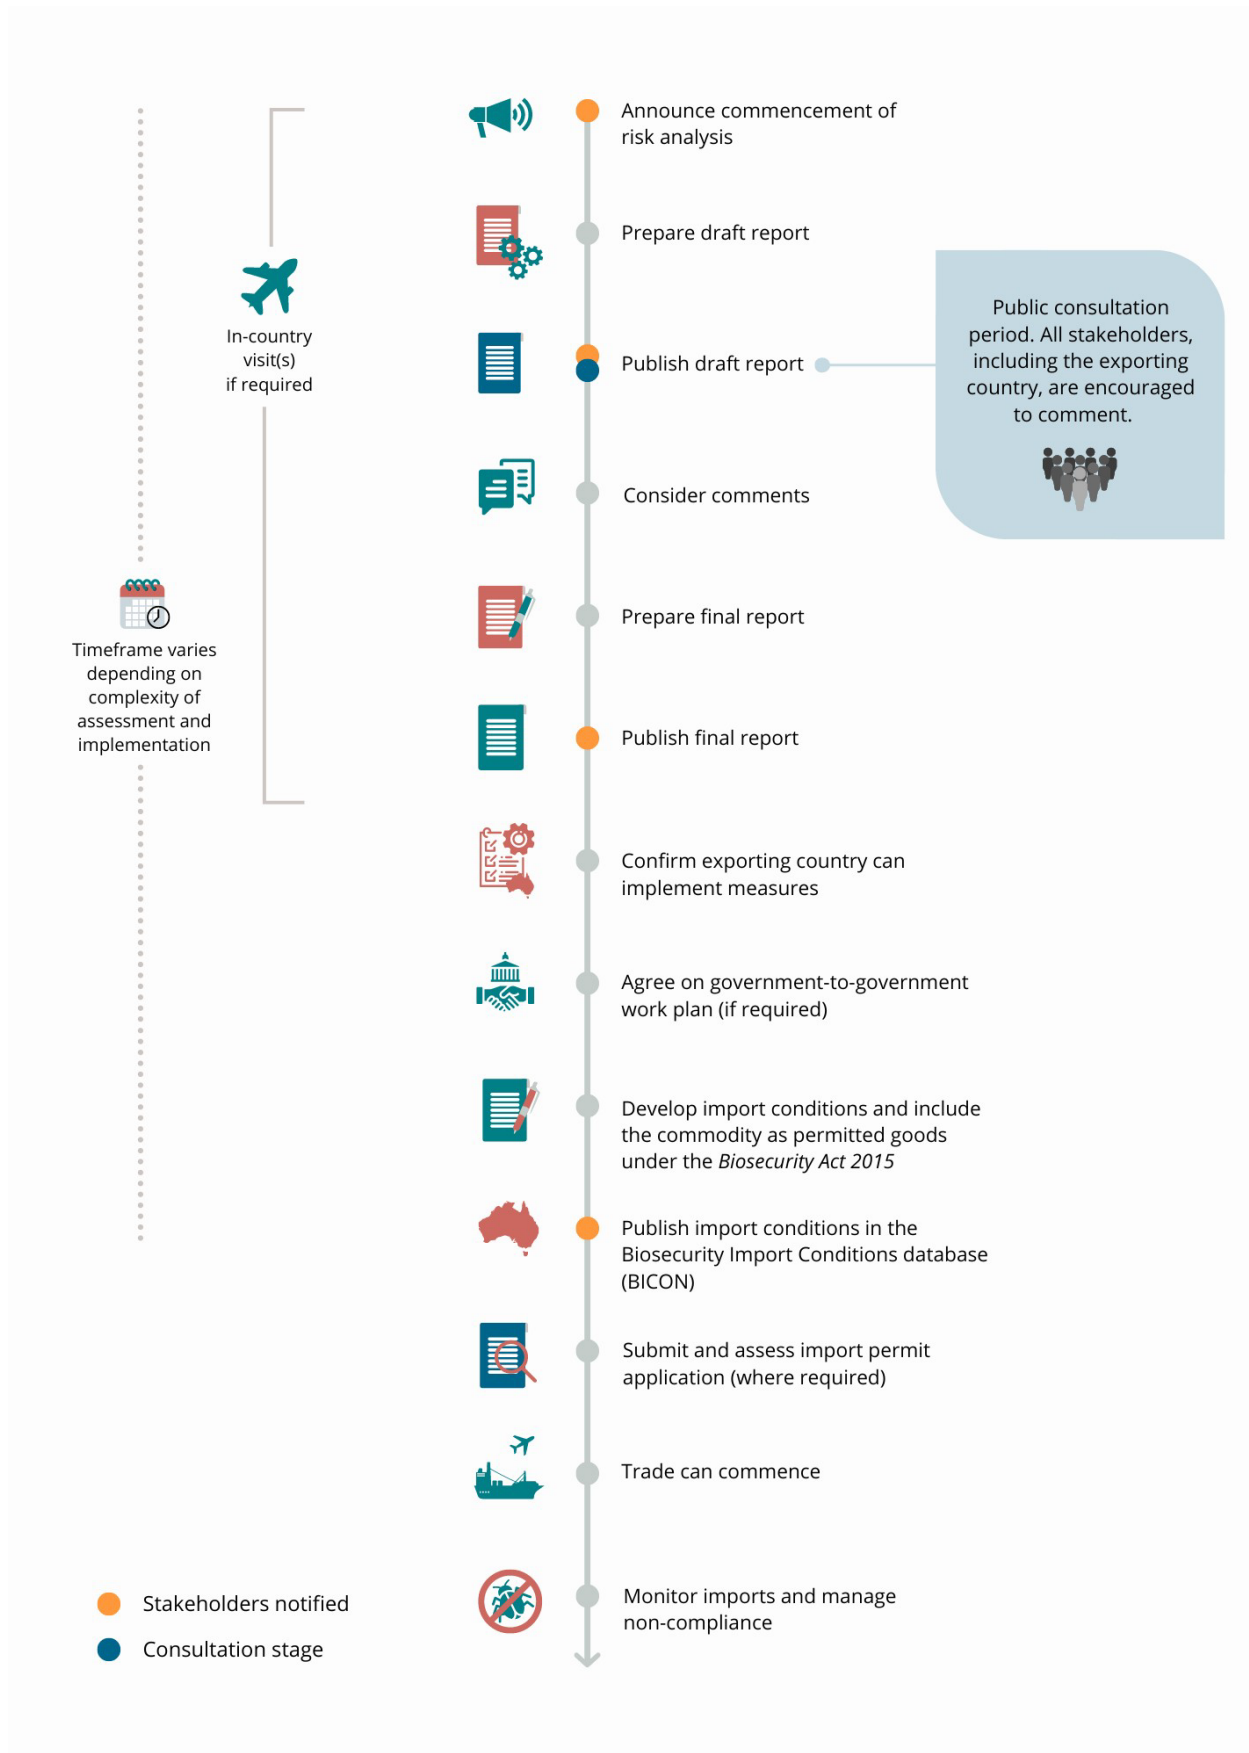 Announce commencement of
risk analysis
Prepare draft report
Publish draft report
Public consultation
period. All stakeholders,
including the exporting
country, are encouraged
to comment.
In-country
visit(s)
if required
Consider comments
Prepare final report
Timeframe varies
depending on
complexity of
assessment and
implementation
Publish final report
Confirm exporting country can
implement measures
Agree on government-to-government
work plan (if required)
Develop import conditions and include
the commodity as permitted goods
under the Biosecurity Act 2015
Publish import conditions in the
Biosecurity Import Conditions database
(BICON)
Submit and assess import permit
application (where required)
Trade can commence
Monitor imports and manage
non-compliance
Stakeholders notified
Consultation stage